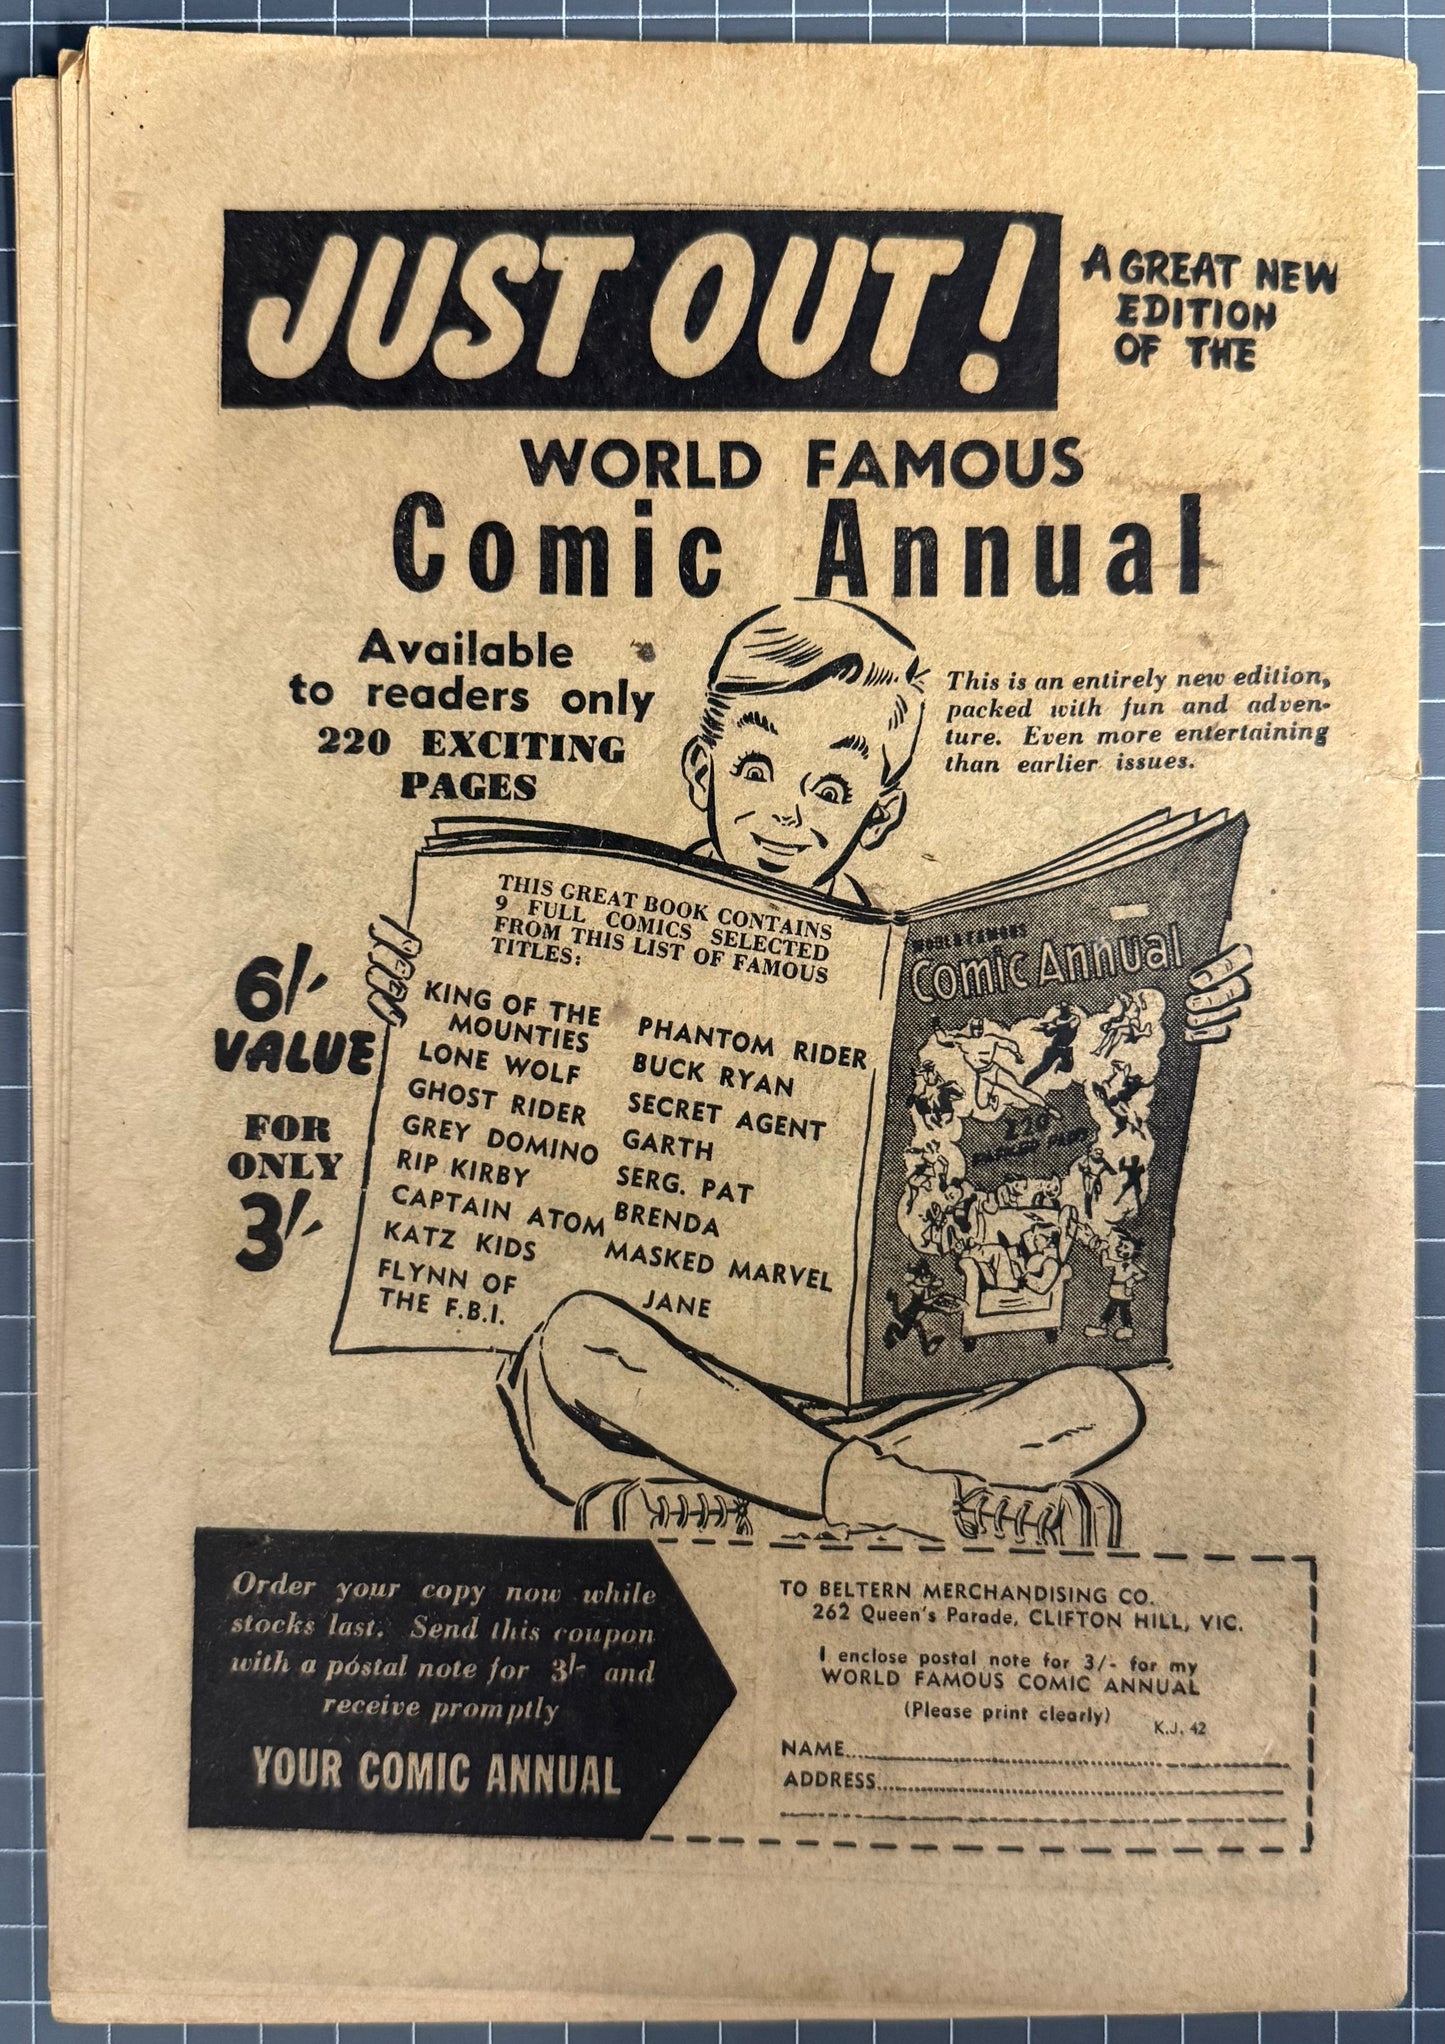 JUST OUT!
A GREAT NEW
EDITION
OF THE
WORLD FAMOUS
Comic Annual
Available
to readers only
220 EXCITING
PAGES
This is an entirely new edition,
packed with fun and adven-
ture. Even more entertaining
than earlier issues.
6/-
VALUE
FOR
ONLY
3/-
THIS GREAT BOOK CONTAINS
9 FULL COMICS SELECTED
FROM THIS LIST OF FAMOUS
TITLES:
KING OF THE
MOUNTIES
LONE WOLF
GHOST RIDER
GREY DOMINO
RIP KIRBY
CAPTAIN ATOM
KATZ KIDS
FLYNN OF
THE F.B.I.
PHANTOM RIDER
BUCK RYAN
SECRET AGENT
GARTH
SERG. PAT
BRENDA
MASKED MARVEL
JANE
WORLD FAMOUS
Comic Annual
220
Order your copy now while
stocks last. Send this coupon
with a postal note for 3/- and
receive promptly
YOUR COMIC ANNUAL
TO BELTERN MERCHANDISING CO.
262 Queen's Parade, CLIFTON HILL, VIC.
I enclose postal note for 3/- for my
WORLD FAMOUS COMIC ANNUAL
(Please print clearly)
K.J. 42
NAME
ADDRESS